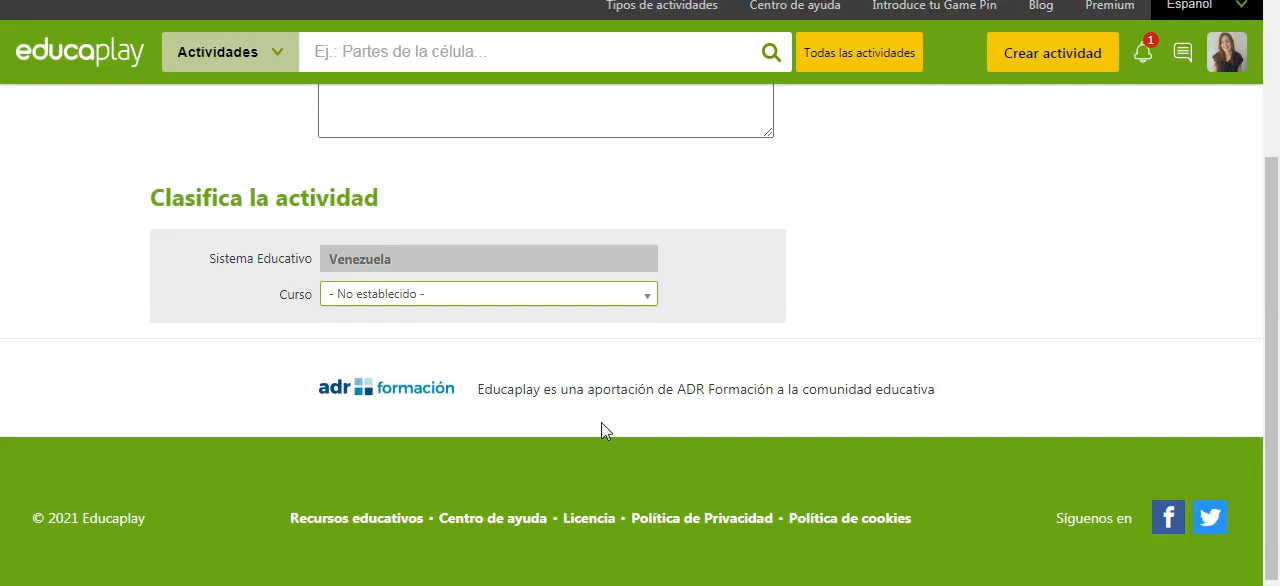 Tipos de actividades Centro de ayuda Introduce tu Game Pin Blog Premium Español
educaplay Actividades Ej.: Partes de la célula... Todas las actividades Crear actividad 1
Clasifica la actividad
Sistema Educativo Venezuela
Curso - No establecido -
adr formación Educaplay es una aportación de ADR Formación a la comunidad educativa
© 2021 Educaplay Recursos educativos · Centro de ayuda · Licencia · Política de Privacidad · Política de cookies Síguenos en